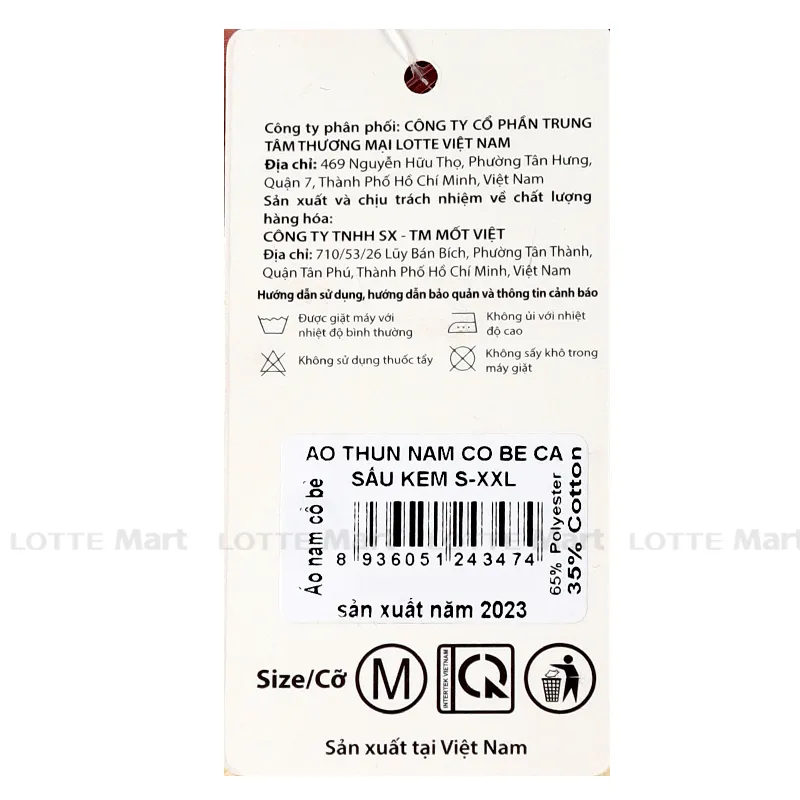 Công ty phân phối: CÔNG TY CỔ PHẦN TRUNG
TÂM THƯƠNG MẠI LOTTE VIỆT NAM
Địa chỉ: 469 Nguyễn Hữu Thọ, Phường Tân Hưng,
Quận 7, Thành Phố Hồ Chí Minh, Việt Nam
Sản xuất và chịu trách nhiệm về chất lượng
hàng hóa:
CÔNG TY TNHH SX - TM MỐT VIỆT
Địa chỉ: 710/53/26 Lũy Bán Bích, Phường Tân Thành,
Quận Tân Phú, Thành Phố Hồ Chí Minh, Việt Nam
Hướng dẫn sử dụng, hướng dẫn bảo quản và thông tin cảnh báo
Được giặt máy với
nhiệt độ bình thường
Không ủi với nhiệt
độ cao
Không sử dụng thuốc tẩy
Không sấy khô trong
máy giặt
AO THUN NAM CO BE CA
SẤU KEM S-XXL
Áo nam cổ bẻ
65% Polyester
35% Cotton
8 936051 243474
sản xuất năm 2023
LOTTE Mart
LOTTE Mart
LOTTE Mart
LOTTE Mart
Size/Cỡ M
INTERTEK VIETNAM
CR
Sản xuất tại Việt Nam